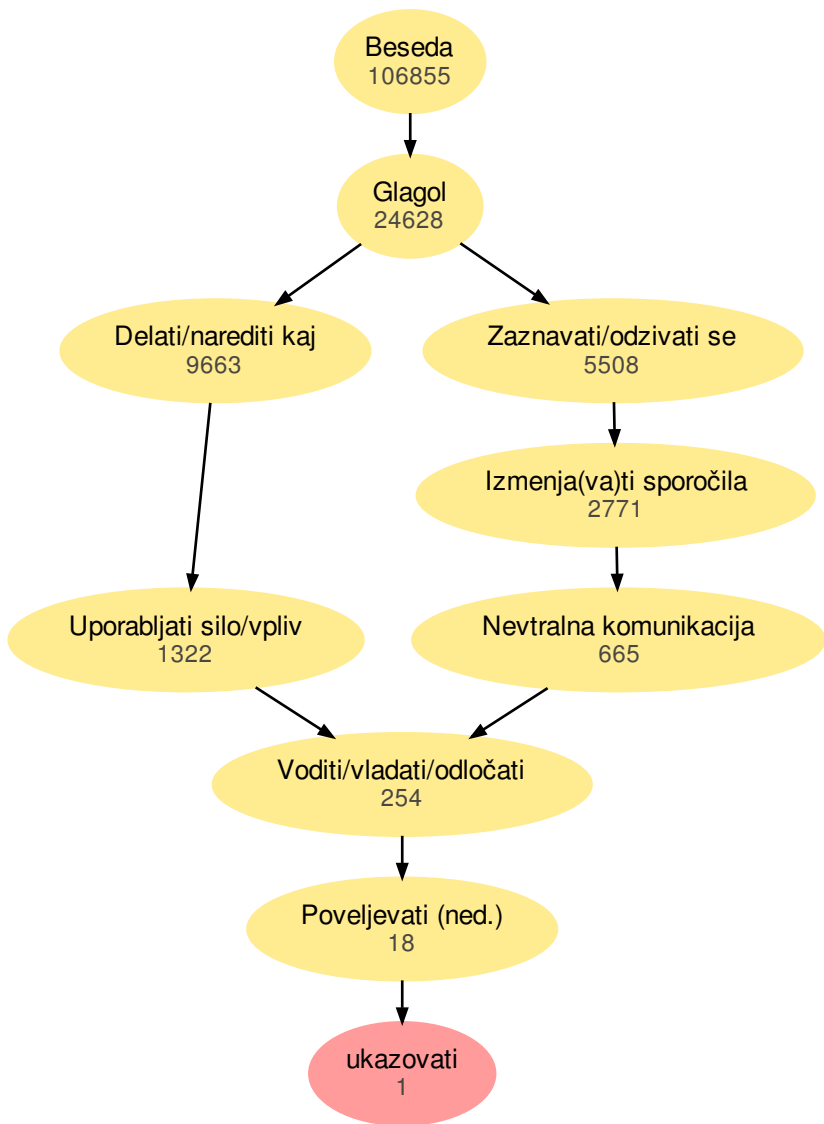 Beseda
106855
Glagol
24628
Delati/narediti kaj
9663
Zaznavati/odzivati se
5508
Izmenja(va)ti sporočila
2771
Uporabljati silo/vpliv
1322
Nevtralna komunikacija
665
Voditi/vladati/odločati
254
Poveljevati (ned.)
18
ukazovati
1